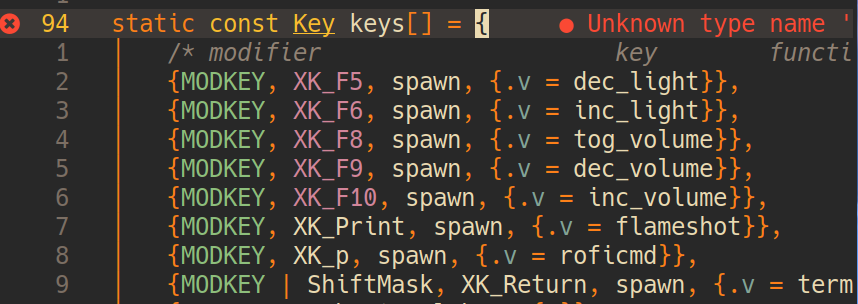 94 static const Key keys[] = { ● Unknown type name '
1 /* modifier key functi
2 {MODKEY, XK_F5, spawn, {.v = dec_light}},
3 {MODKEY, XK_F6, spawn, {.v = inc_light}},
4 {MODKEY, XK_F8, spawn, {.v = tog_volume}},
5 {MODKEY, XK_F9, spawn, {.v = dec_volume}},
6 {MODKEY, XK_F10, spawn, {.v = inc_volume}},
7 {MODKEY, XK_Print, spawn, {.v = flameshot}},
8 {MODKEY, XK_p, spawn, {.v = roficmd}},
9 {MODKEY | ShiftMask, XK_Return, spawn, {.v = term